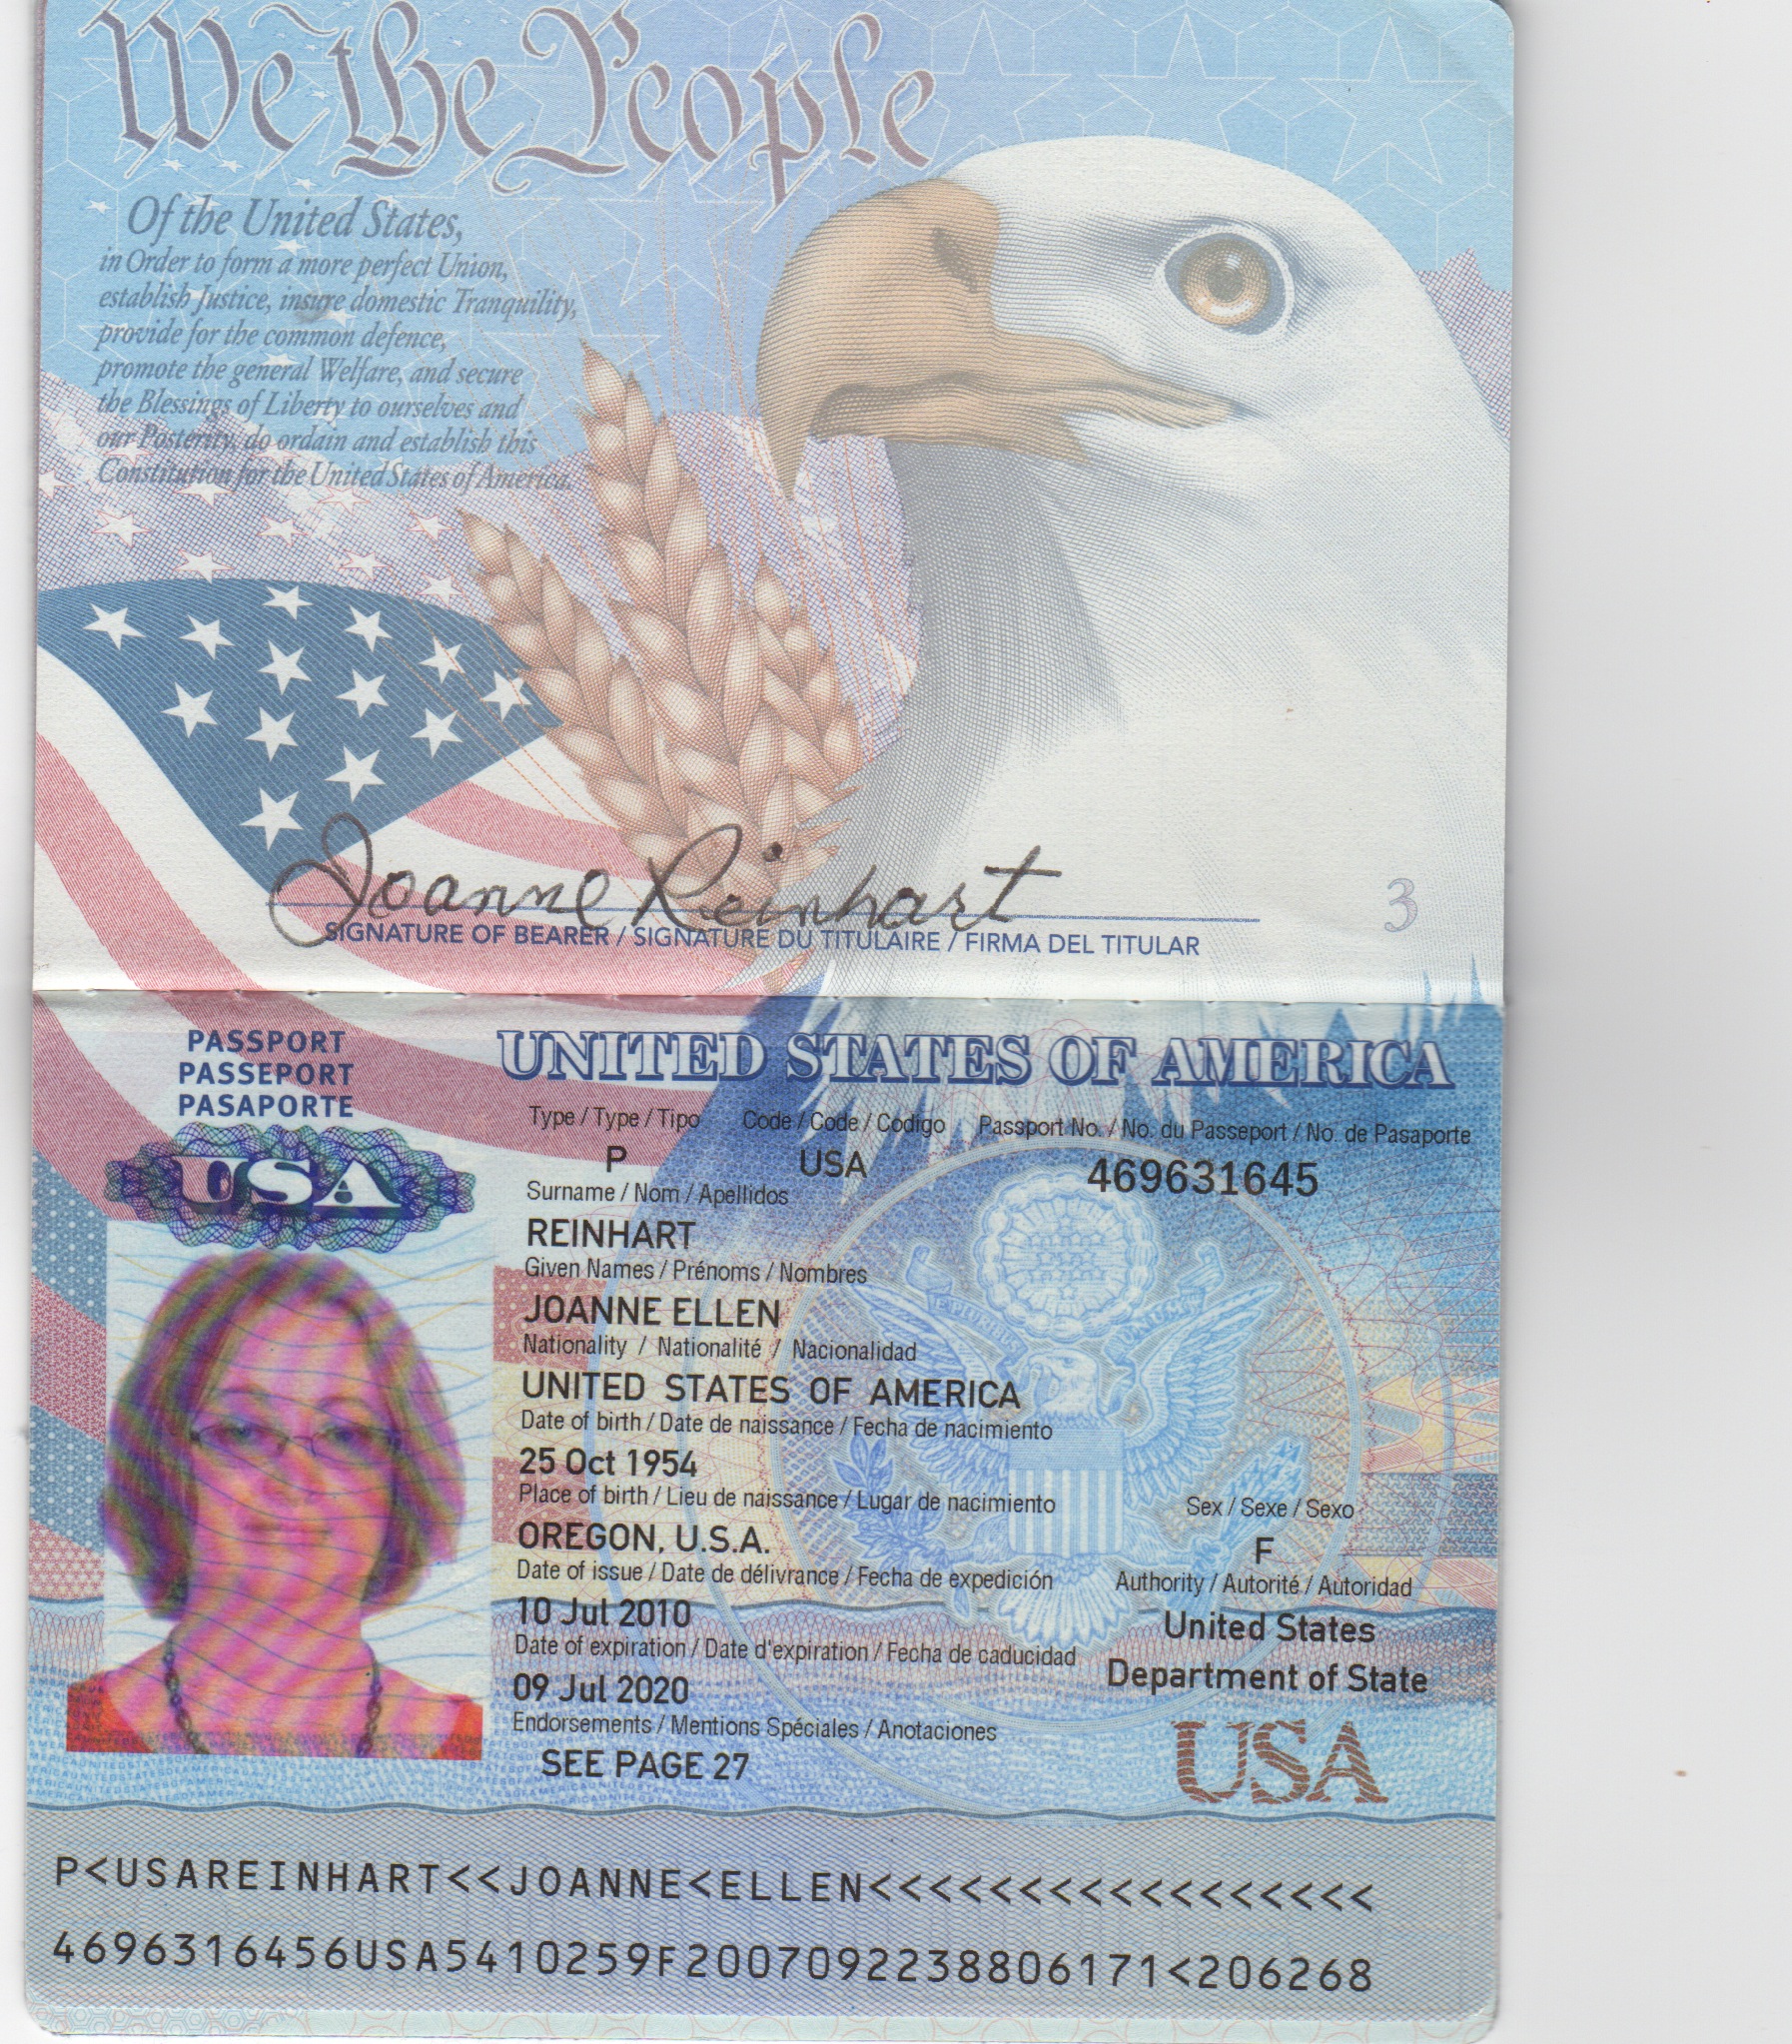 We the People
Of the United States,
in Order to form a more perfect Union,
establish Justice, insure domestic Tranquility,
provide for the common defence,
promote the general Welfare, and secure
the Blessings of Liberty to ourselves and
our Posterity, do ordain and establish this
Constitution for the United States of America.
Joanne Reinhart
SIGNATURE OF BEARER / SIGNATURE DU TITULAIRE / FIRMA DEL TITULAR
3
PASSPORT
PASSEPORT
PASAPORTE
USA
UNITED STATES OF AMERICA
Type / Type / Tipo Code / Code / Codigo Passport No. / No. du Passeport / No. de Pasaporte
P USA 469631645
Surname / Nom / Apellidos
REINHART
Given Names / Prénoms / Nombres
JOANNE ELLEN
Nationality / Nationalité / Nacionalidad
UNITED STATES OF AMERICA
Date of birth / Date de naissance / Fecha de nacimiento
25 Oct 1954
Place of birth / Lieu de naissance / Lugar de nacimiento Sex / Sexe / Sexo
OREGON, U.S.A. F
Date of issue / Date de délivrance / Fecha de expedición Authority / Autorité / Autoridad
10 Jul 2010 United States
Date of expiration / Date d'expiration / Fecha de caducidad Department of State
09 Jul 2020
Endorsements / Mentions Spéciales / Anotaciones
SEE PAGE 27
USA
P<USAREINHART<<JOANNE<ELLEN<<<<<<<<<<<<<<<<<
4696316456USA5410259F2007092238806171<206268